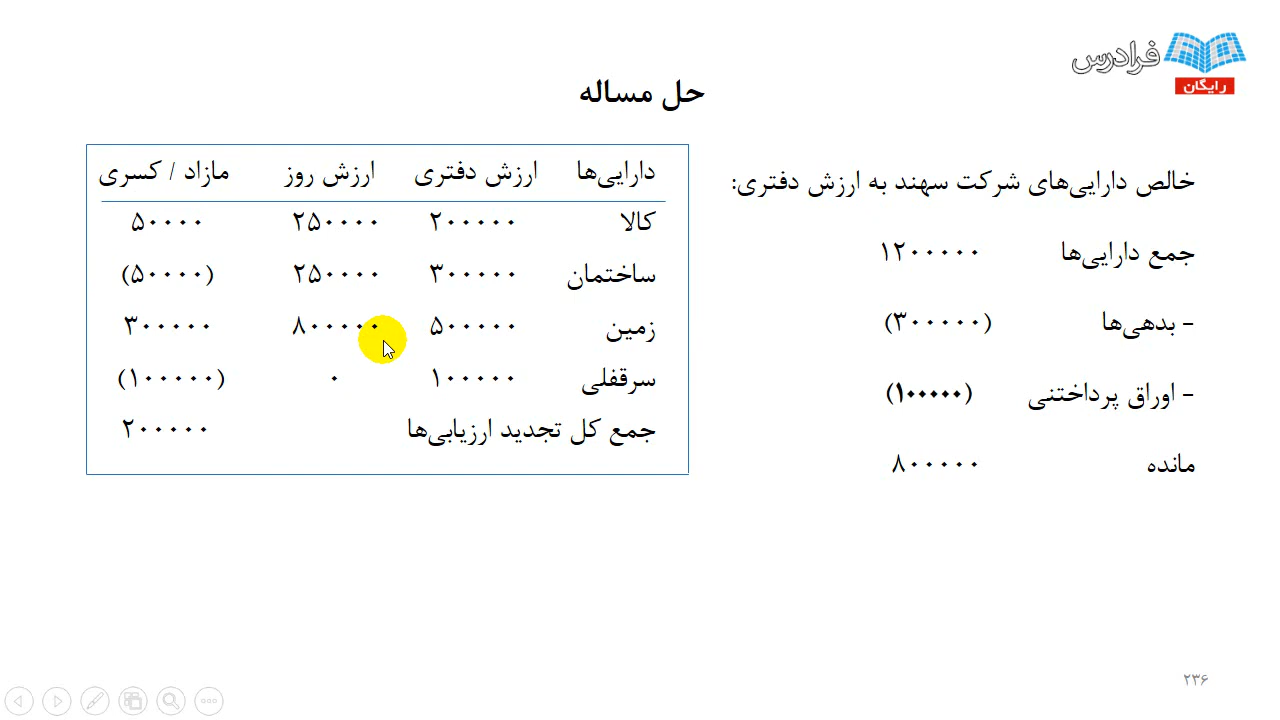 فرادرس
رایگان
حل مساله
خالص دارایی‌های شرکت سهند به ارزش دفتری:
جمع دارایی‌ها ۱۲۰۰۰۰۰
- بدهی‌ها (۳۰۰۰۰۰)
- اوراق پرداختنی (۱۰۰۰۰۰)
مانده ۸۰۰۰۰۰
دارایی‌ها ارزش دفتری ارزش روز مازاد / کسری
کالا ۲۰۰۰۰۰ ۲۵۰۰۰۰ ۵۰۰۰۰
ساختمان ۳۰۰۰۰۰ ۲۵۰۰۰۰ (۵۰۰۰۰)
زمین ۵۰۰۰۰۰ ۸۰۰۰۰۰ ۳۰۰۰۰۰
سرقفلی ۱۰۰۰۰۰ ۰ (۱۰۰۰۰۰)
جمع کل تجدید ارزیابی‌ها ۲۰۰۰۰۰
۲۳۶